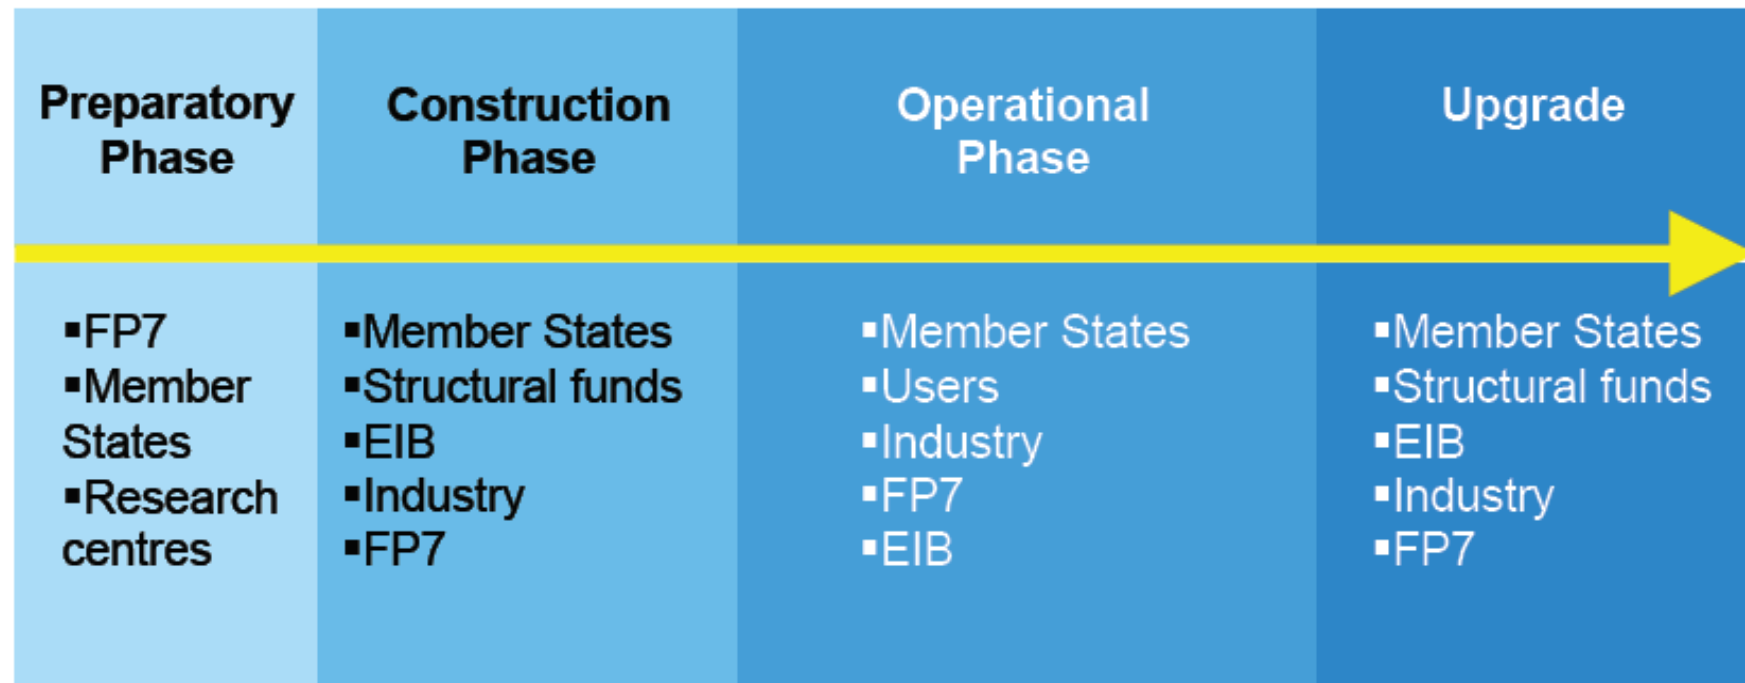 Preparatory
Phase
Construction
Phase
Operational
Phase
Upgrade
▪FP7
▪Member
States
▪Research
centres
▪Member States
▪Structural funds
▪EIB
▪Industry
▪FP7
▪Member States
▪Users
▪Industry
▪FP7
▪EIB
▪Member States
▪Structural funds
▪EIB
▪Industry
▪FP7